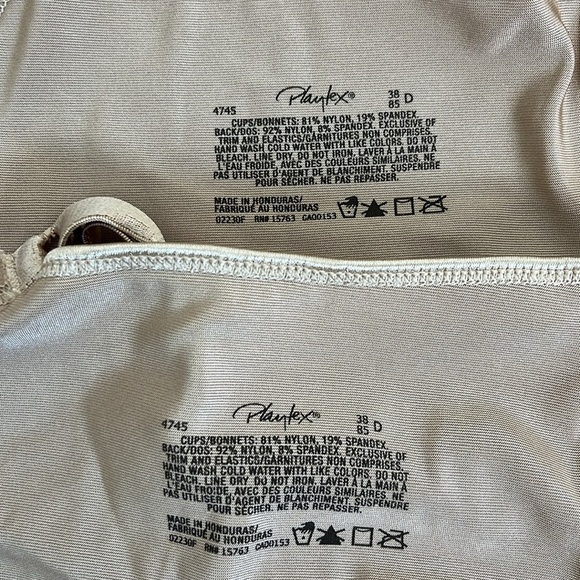 Playtex®
38
4745
85 D
CUPS/BONNETS: 81% NYLON, 19% SPANDEX.
BACK/DOS: 92% NYLON, 8% SPANDEX. EXCLUSIVE OF
TRIM AND ELASTICS/GARNITURES NON COMPRISES.
HAND WASH COLD WATER WITH LIKE COLORS. DO NOT
BLEACH. LINE DRY. DO NOT IRON. LAVER À LA MAIN À
L'EAU FROIDE, AVEC DES COULEURS SIMILAIRES. NE
PAS UTILISER D'AGENT DE BLANCHIMENT. SUSPENDRE
POUR SÉCHER. NE PAS REPASSER.
MADE IN HONDURAS/
FABRIQUÉ AU HONDURAS
02230F RN# 15763 CA00153
Playtex®
38
4745
85 D
CUPS/BONNETS: 81% NYLON, 19% SPANDEX.
BACK/DOS: 92% NYLON, 8% SPANDEX. EXCLUSIVE OF
TRIM AND ELASTICS/GARNITURES NON COMPRISES.
HAND WASH COLD WATER WITH LIKE COLORS. DO NOT
BLEACH. LINE DRY. DO NOT IRON. LAVER À LA MAIN À
L'EAU FROIDE, AVEC DES COULEURS SIMILAIRES. NE
PAS UTILISER D'AGENT DE BLANCHIMENT. SUSPENDRE
POUR SÉCHER. NE PAS REPASSER.
MADE IN HONDURAS/
FABRIQUÉ AU HONDURAS
02230F RN# 15763 CA00153